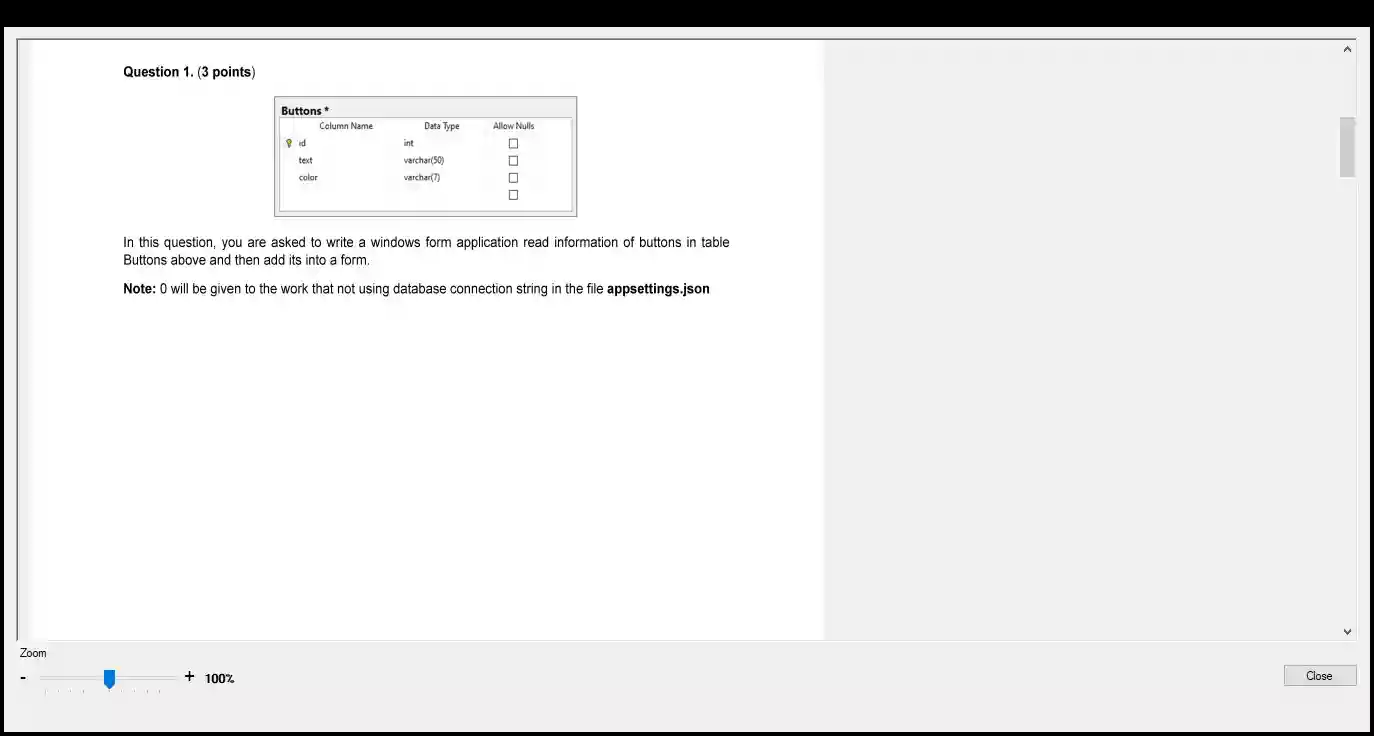 Question 1. (3 points)
Buttons *
Column Name Data Type Allow Nulls
id int
text varchar(50)
color varchar(7)
In this question, you are asked to write a windows form application read information of buttons in table
Buttons above and then add its into a form.
Note: 0 will be given to the work that not using database connection string in the file appsettings.json
Zoom
- + 100%
Close